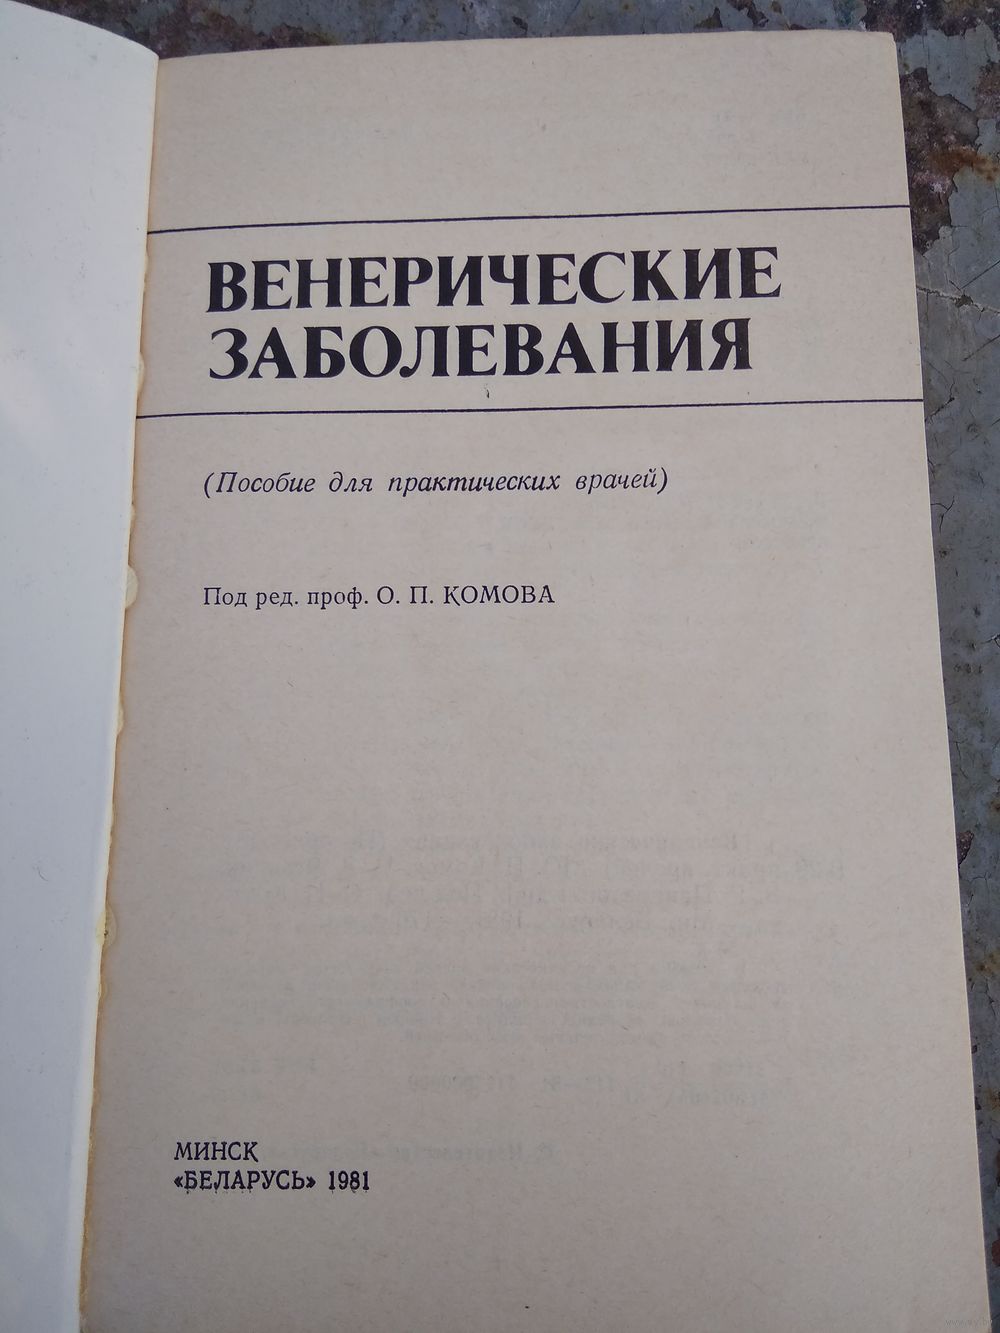 ВЕНЕРИЧЕСКИЕ
ЗАБОЛЕВАНИЯ
(Пособие для практических врачей)
Под ред. проф. О. П. КОМОВА
МИНСК
«БЕЛАРУСЬ» 1981